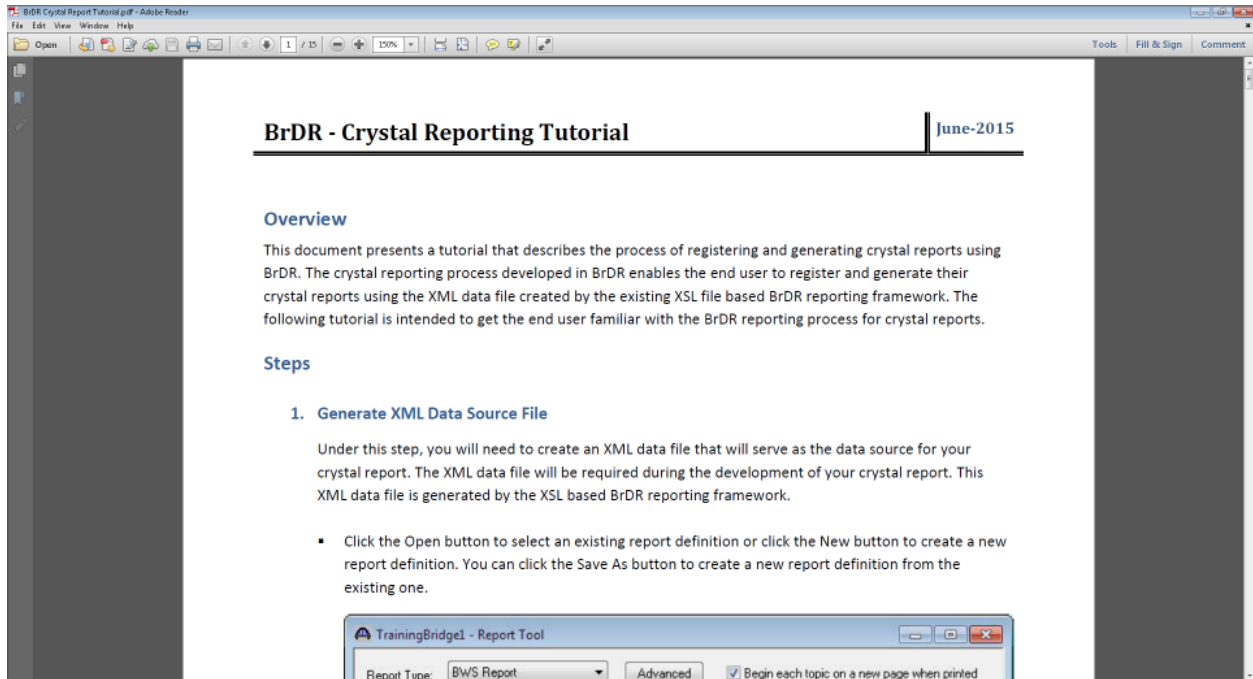 BrDR Crystal Report Tutorial.pdf - Adobe Reader
File Edit View Window Help
Open 1 / 15 150% Tools Fill & Sign Comment
BrDR - Crystal Reporting Tutorial
June-2015
Overview
This document presents a tutorial that describes the process of registering and generating crystal reports using
BrDR. The crystal reporting process developed in BrDR enables the end user to register and generate their
crystal reports using the XML data file created by the existing XSL file based BrDR reporting framework. The
following tutorial is intended to get the end user familiar with the BrDR reporting process for crystal reports.
Steps
1. Generate XML Data Source File
Under this step, you will need to create an XML data file that will serve as the data source for your
crystal report. The XML data file will be required during the development of your crystal report. This
XML data file is generated by the XSL based BrDR reporting framework.
▪ Click the Open button to select an existing report definition or click the New button to create a new
report definition. You can click the Save As button to create a new report definition from the
existing one.
TrainingBridge1 - Report Tool
Report Type: BWS Report Advanced Begin each topic on a new page when printed